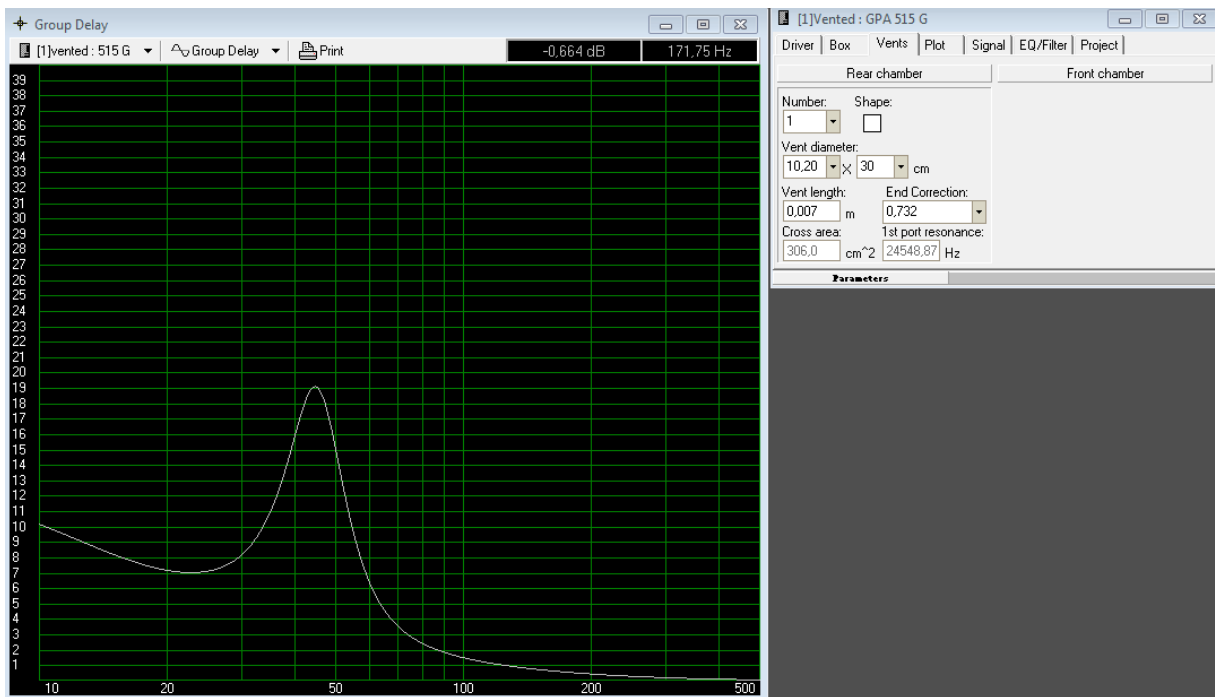 Group Delay
[1]vented : 515 G Group Delay Print -0,664 dB 171,75 Hz
39
38
37
36
35
34
33
32
31
30
29
28
27
26
25
24
23
22
21
20
19
18
17
16
15
14
13
12
11
10
9
8
7
6
5
4
3
2
1
10 20 50 100 200 500
[1]Vented : GPA 515 G
Driver Box Vents Plot Signal EQ/Filter Project
Rear chamber Front chamber
Number: Shape:
1
Vent diameter:
10,20 X 30 cm
Vent length: End Correction:
0,007 m 0,732
Cross area: 1st port resonance:
306,0 cm^2 24548,87 Hz
Parameters